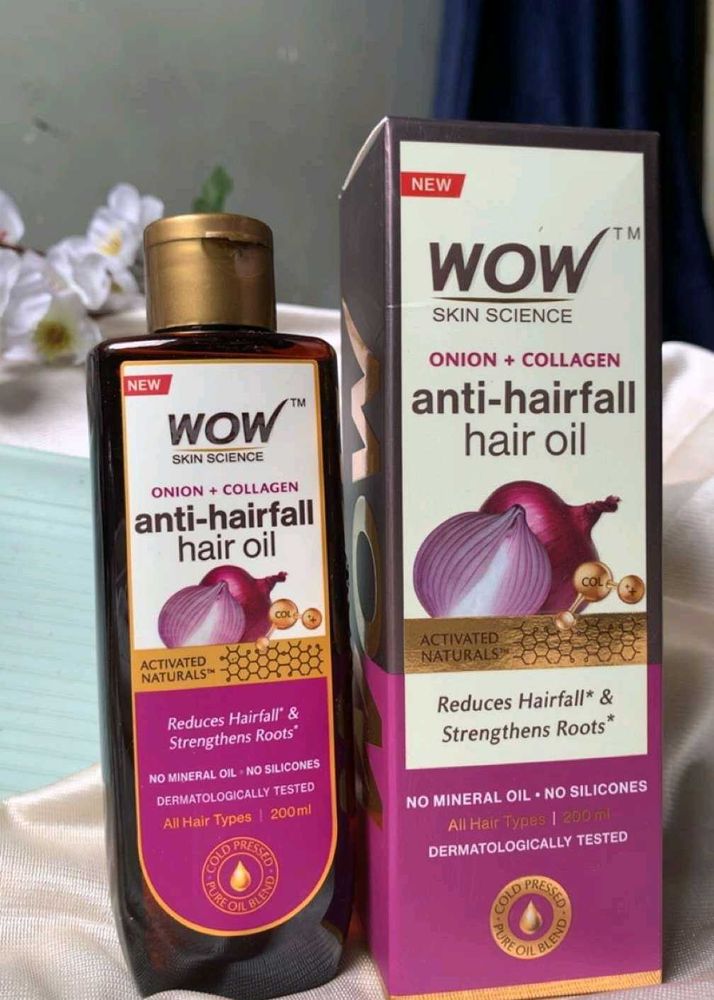 NEW
WOW™
SKIN SCIENCE
ONION + COLLAGEN
anti-hairfall
hair oil
COL
ACTIVATED
NATURALS™
Reduces Hairfall* &
Strengthens Roots*
NO MINERAL OIL • NO SILICONES
DERMATOLOGICALLY TESTED
All Hair Types | 200ml
COLD PRESSED
PURE OIL BLEND
NEW
WOW™
SKIN SCIENCE
ONION + COLLAGEN
anti-hairfall
hair oil
COL
ACTIVATED
NATURALS™
Reduces Hairfall* &
Strengthens Roots*
NO MINERAL OIL • NO SILICONES
All Hair Types | 200 ml
DERMATOLOGICALLY TESTED
COLD PRESSED
PURE OIL BLEND
WOW